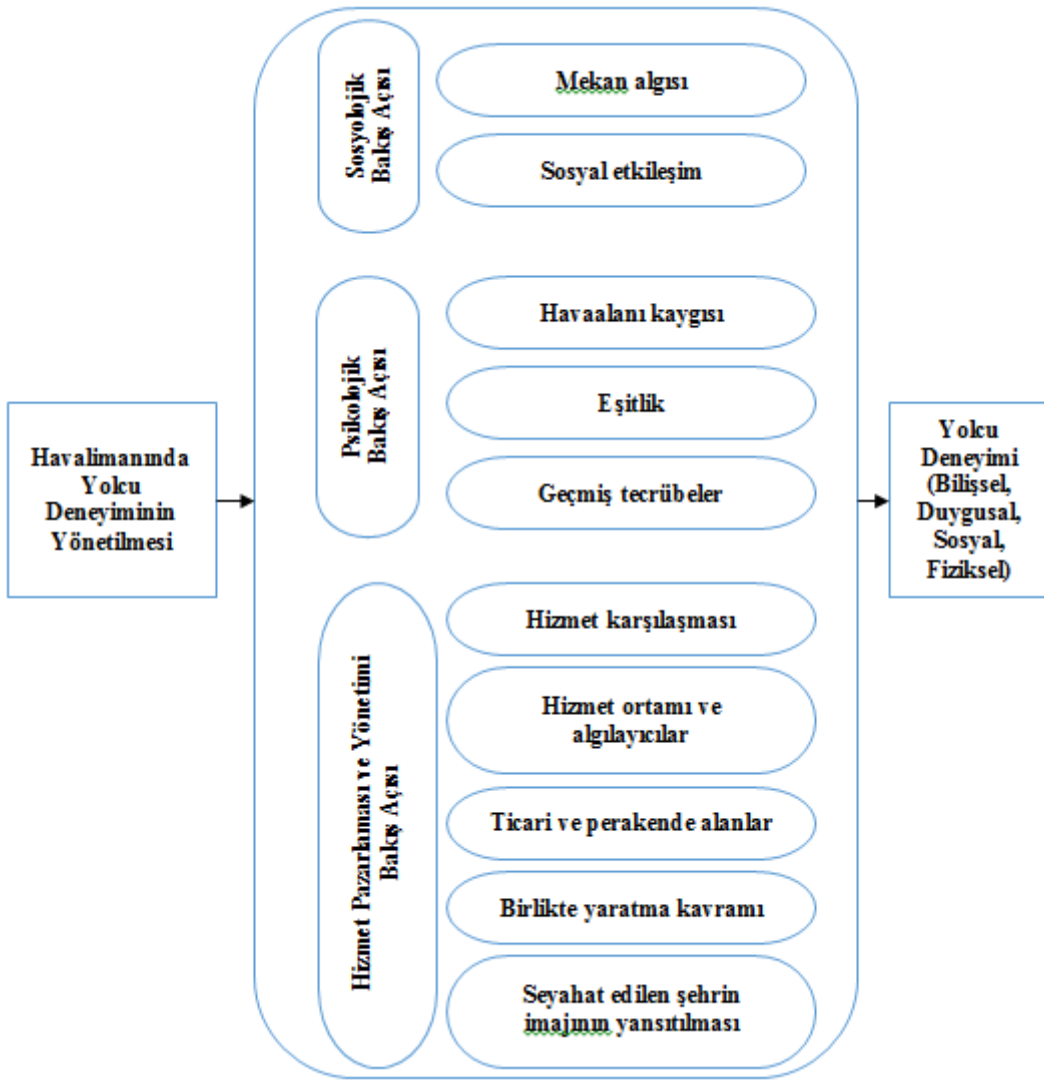 Havalimanında
Yolcu
Deneyiminin
Yönetilmesi
Sosyolojik
Bakış Açısı
Mekan algısı
Sosyal etkileşim
Psikolojik
Bakış Açısı
Havaalanı kaygısı
Eşitlik
Geçmiş tecrübeler
Hizmet Pazarlaması ve Yönetimi
Bakış Açısı
Hizmet karşılaşması
Hizmet ortamı ve
algılayıcılar
Ticari ve perakende alanlar
Birlikte yaratma kavramı
Seyahat edilen şehrin
imajının yansıtılması
Yolcu
Deneyimi
(Bilişsel,
Duygusal,
Sosyal,
Fiziksel)